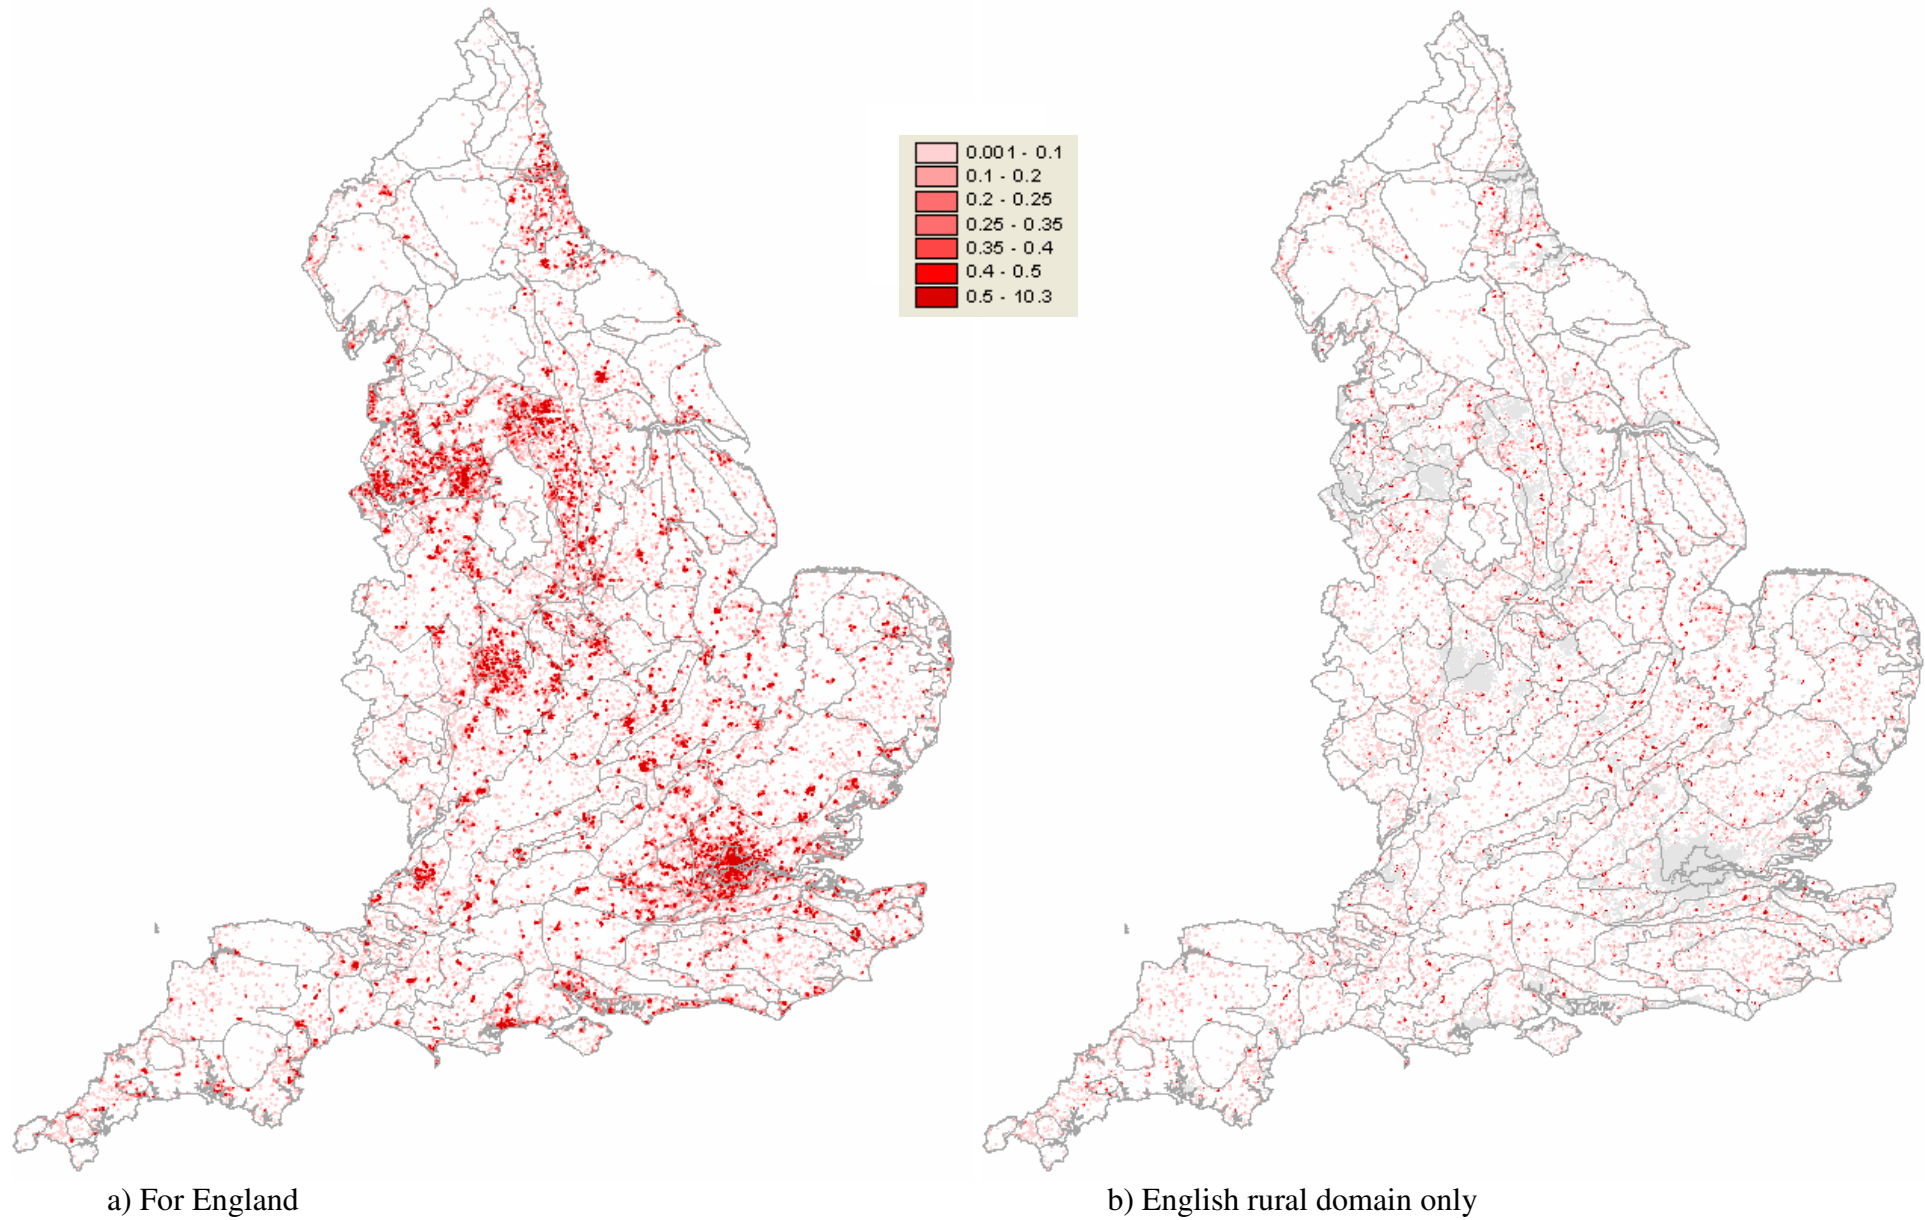 0.001 - 0.1
0.1 - 0.2
0.2 - 0.25
0.25 - 0.35
0.35 - 0.4
0.4 - 0.5
0.5 - 10.3
a) For England
b) English rural domain only